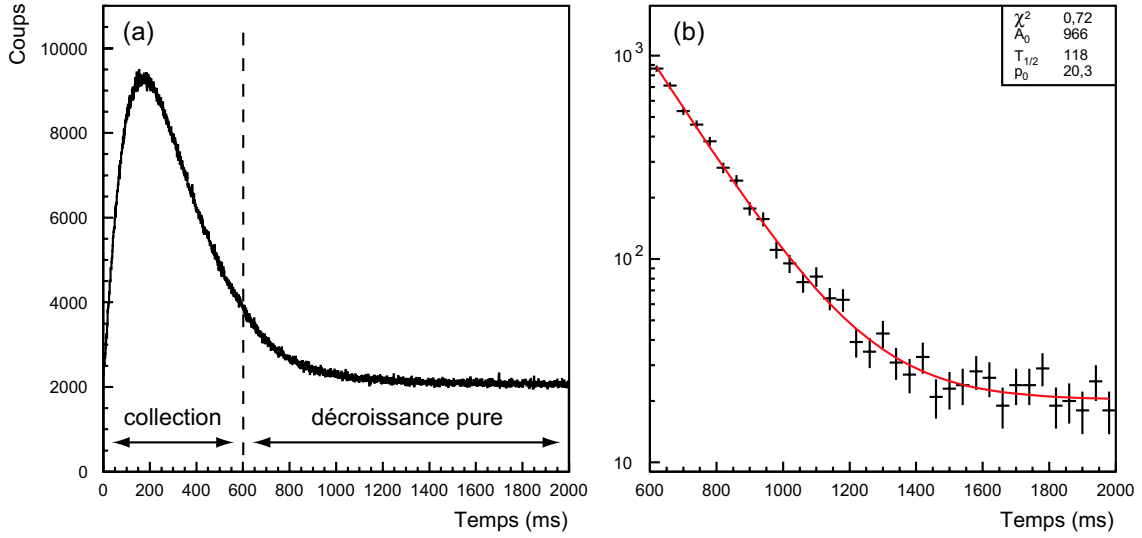 Coups
(a)
10000
8000
6000
4000
2000
0
collection
décroissance pure
0 200 400 600 800 1000 1200 1400 1600 1800 2000
Temps (ms)
(b)
χ² 0,72
A₀ 966
T₁/₂ 118
p₀ 20,3
10³
10²
10
600 800 1000 1200 1400 1600 1800 2000
Temps (ms)